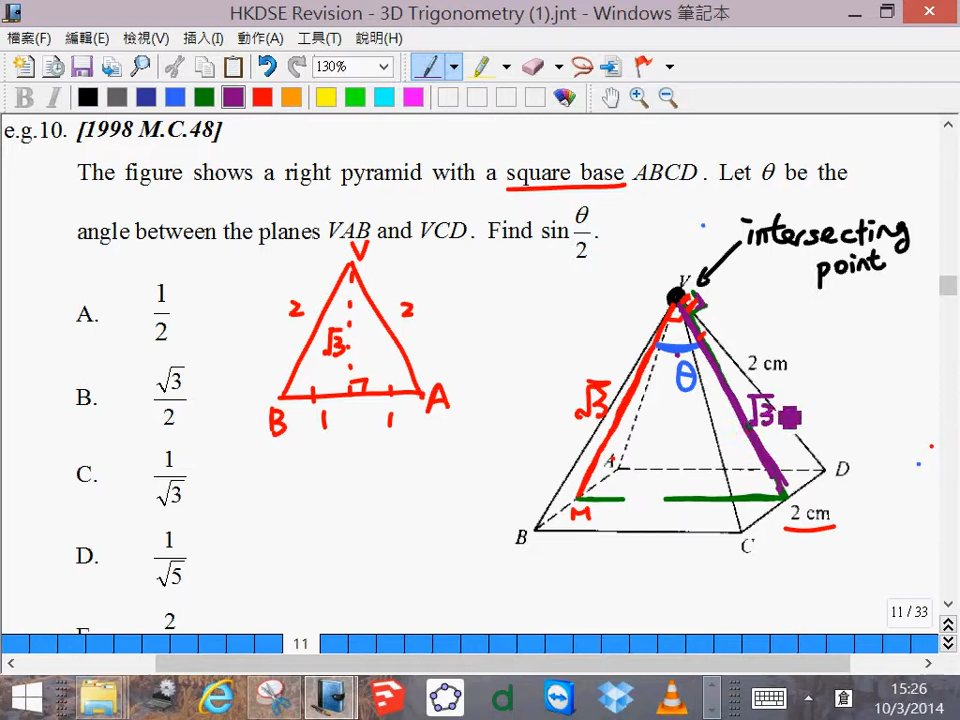 HKDSE Revision - 3D Trigonometry (1).jnt - Windows 筆記本
檔案(F) 編輯(E) 檢視(V) 插入(I) 動作(A) 工具(T) 說明(H)
130%
B I
e.g.10. [1998 M.C.48]
The figure shows a right pyramid with a square base ABCD. Let θ be the
angle between the planes VAB and VCD. Find sin θ/2.
A. 1/2
B. √3/2
C. 1/√3
D. 1/√5
E. 2
V
2 2
√3
B 1 1 A
intersecting
point
V
θ
2 cm
√3 √3
A D
M 2 cm
B C
11 / 33
11
d
倉
15:26
10/3/2014